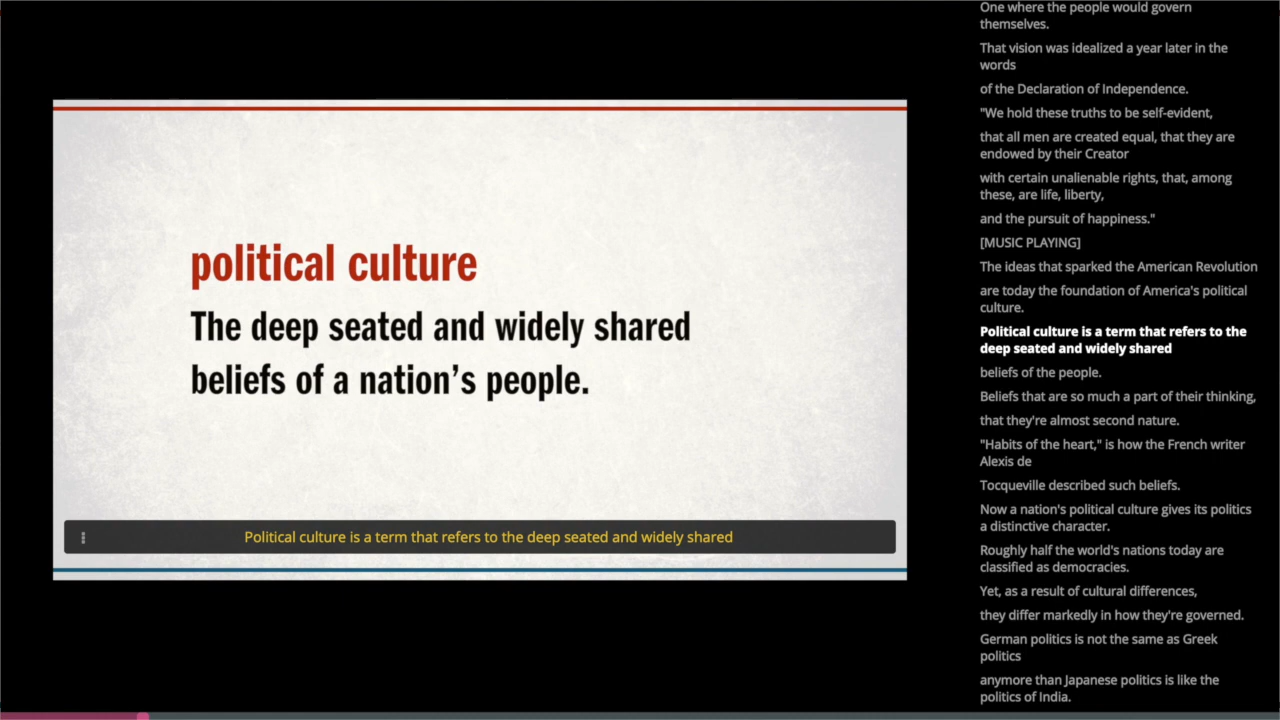 political culture
The deep seated and widely shared
beliefs of a nation's people.
Political culture is a term that refers to the deep seated and widely shared
One where the people would govern
themselves.
That vision was idealized a year later in the
words
of the Declaration of Independence.
"We hold these truths to be self-evident,
that all men are created equal, that they are
endowed by their Creator
with certain unalienable rights, that, among
these, are life, liberty,
and the pursuit of happiness."
[MUSIC PLAYING]
The ideas that sparked the American Revolution
are today the foundation of America's political
culture.
Political culture is a term that refers to the
deep seated and widely shared
beliefs of the people.
Beliefs that are so much a part of their thinking,
that they're almost second nature.
"Habits of the heart," is how the French writer
Alexis de
Tocqueville described such beliefs.
Now a nation's political culture gives its politics
a distinctive character.
Roughly half the world's nations today are
classified as democracies.
Yet, as a result of cultural differences,
they differ markedly in how they're governed.
German politics is not the same as Greek
politics
anymore than Japanese politics is like the
politics of India.